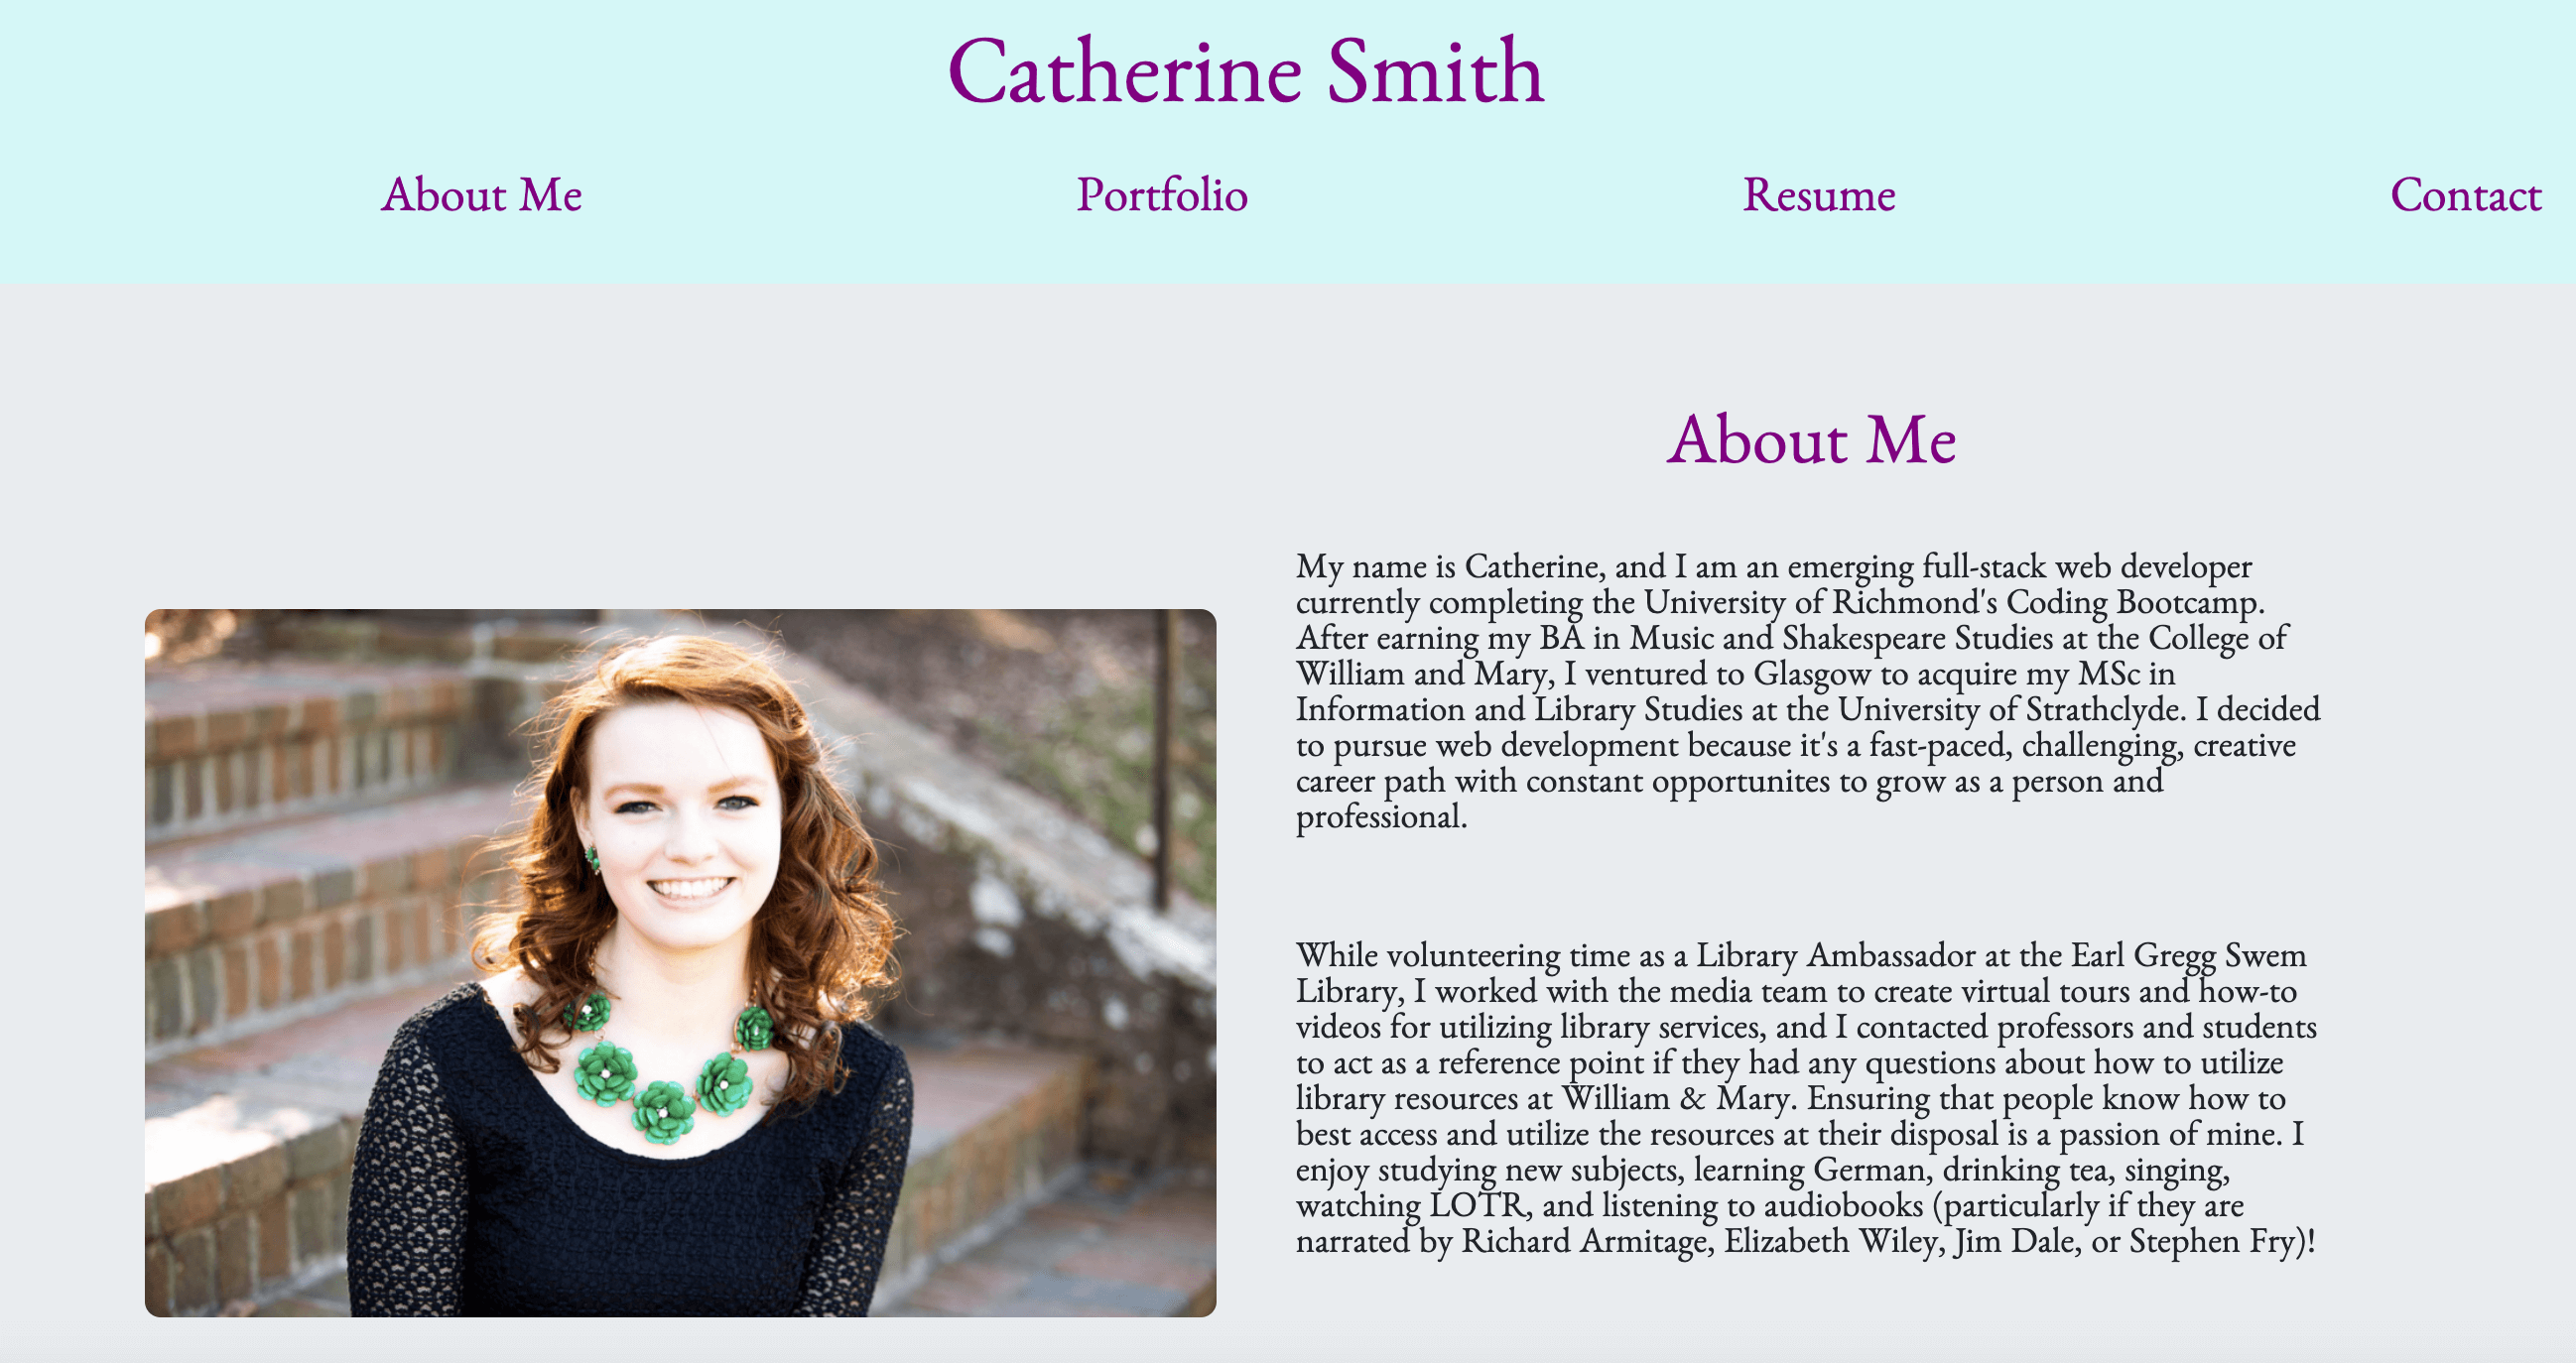 Catherine Smith
About Me
Portfolio
Resume
Contact
About Me
My name is Catherine, and I am an emerging full-stack web developer
currently completing the University of Richmond's Coding Bootcamp.
After earning my BA in Music and Shakespeare Studies at the College of
William and Mary, I ventured to Glasgow to acquire my MSc in
Information and Library Studies at the University of Strathclyde. I decided
to pursue web development because it's a fast-paced, challenging, creative
career path with constant opportunites to grow as a person and
professional.
While volunteering time as a Library Ambassador at the Earl Gregg Swem
Library, I worked with the media team to create virtual tours and how-to
videos for utilizing library services, and I contacted professors and students
to act as a reference point if they had any questions about how to utilize
library resources at William & Mary. Ensuring that people know how to
best access and utilize the resources at their disposal is a passion of mine. I
enjoy studying new subjects, learning German, drinking tea, singing,
watching LOTR, and listening to audiobooks (particularly if they are
narrated by Richard Armitage, Elizabeth Wiley, Jim Dale, or Stephen Fry)!